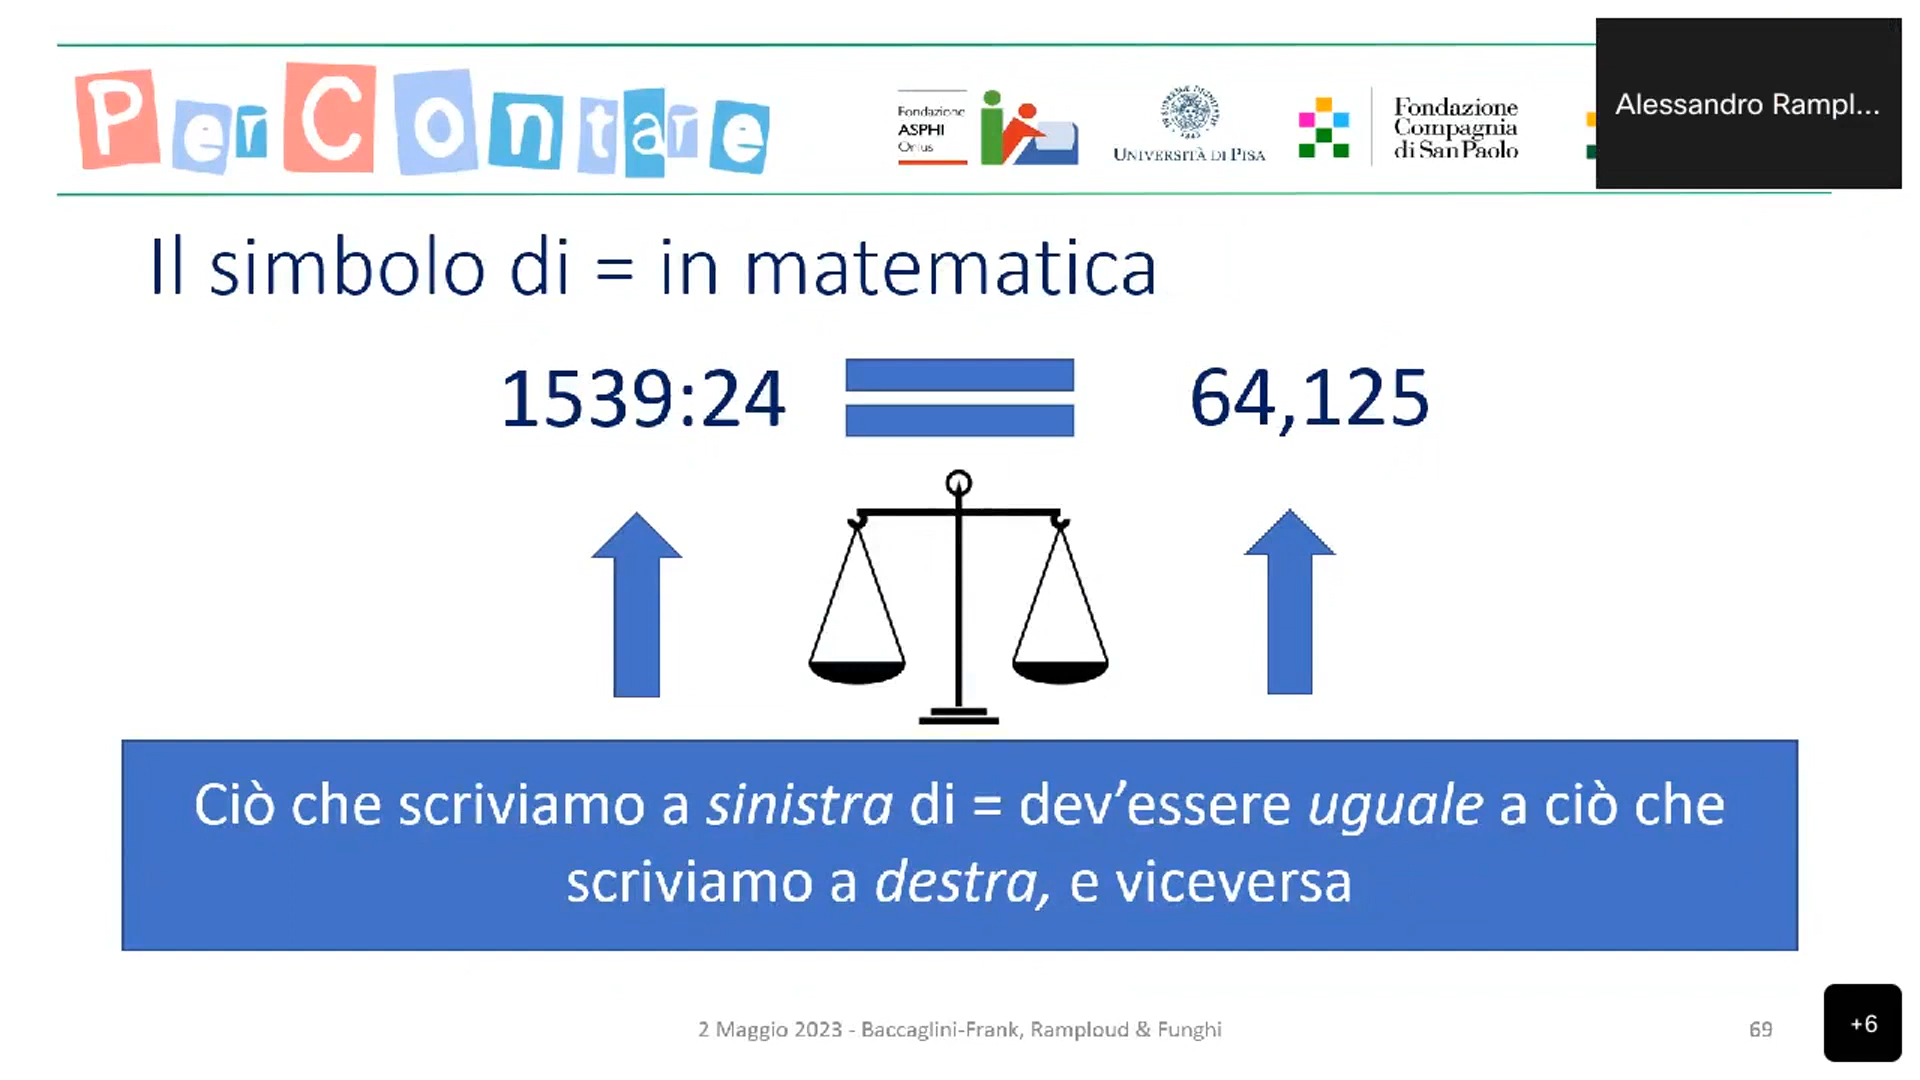 PerContare
Fondazione
ASPHI
Onlus
UNIVERSITÀ DI PISA
Fondazione
Compagnia
di San Paolo
Alessandro Rampl...
Il simbolo di = in matematica
1539:24 = 64,125
Ciò che scriviamo a sinistra di = dev’essere uguale a ciò che
scriviamo a destra, e viceversa
2 Maggio 2023 - Baccaglini-Frank, Ramploud & Funghi
69
+6